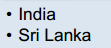 • India
• Sri Lanka